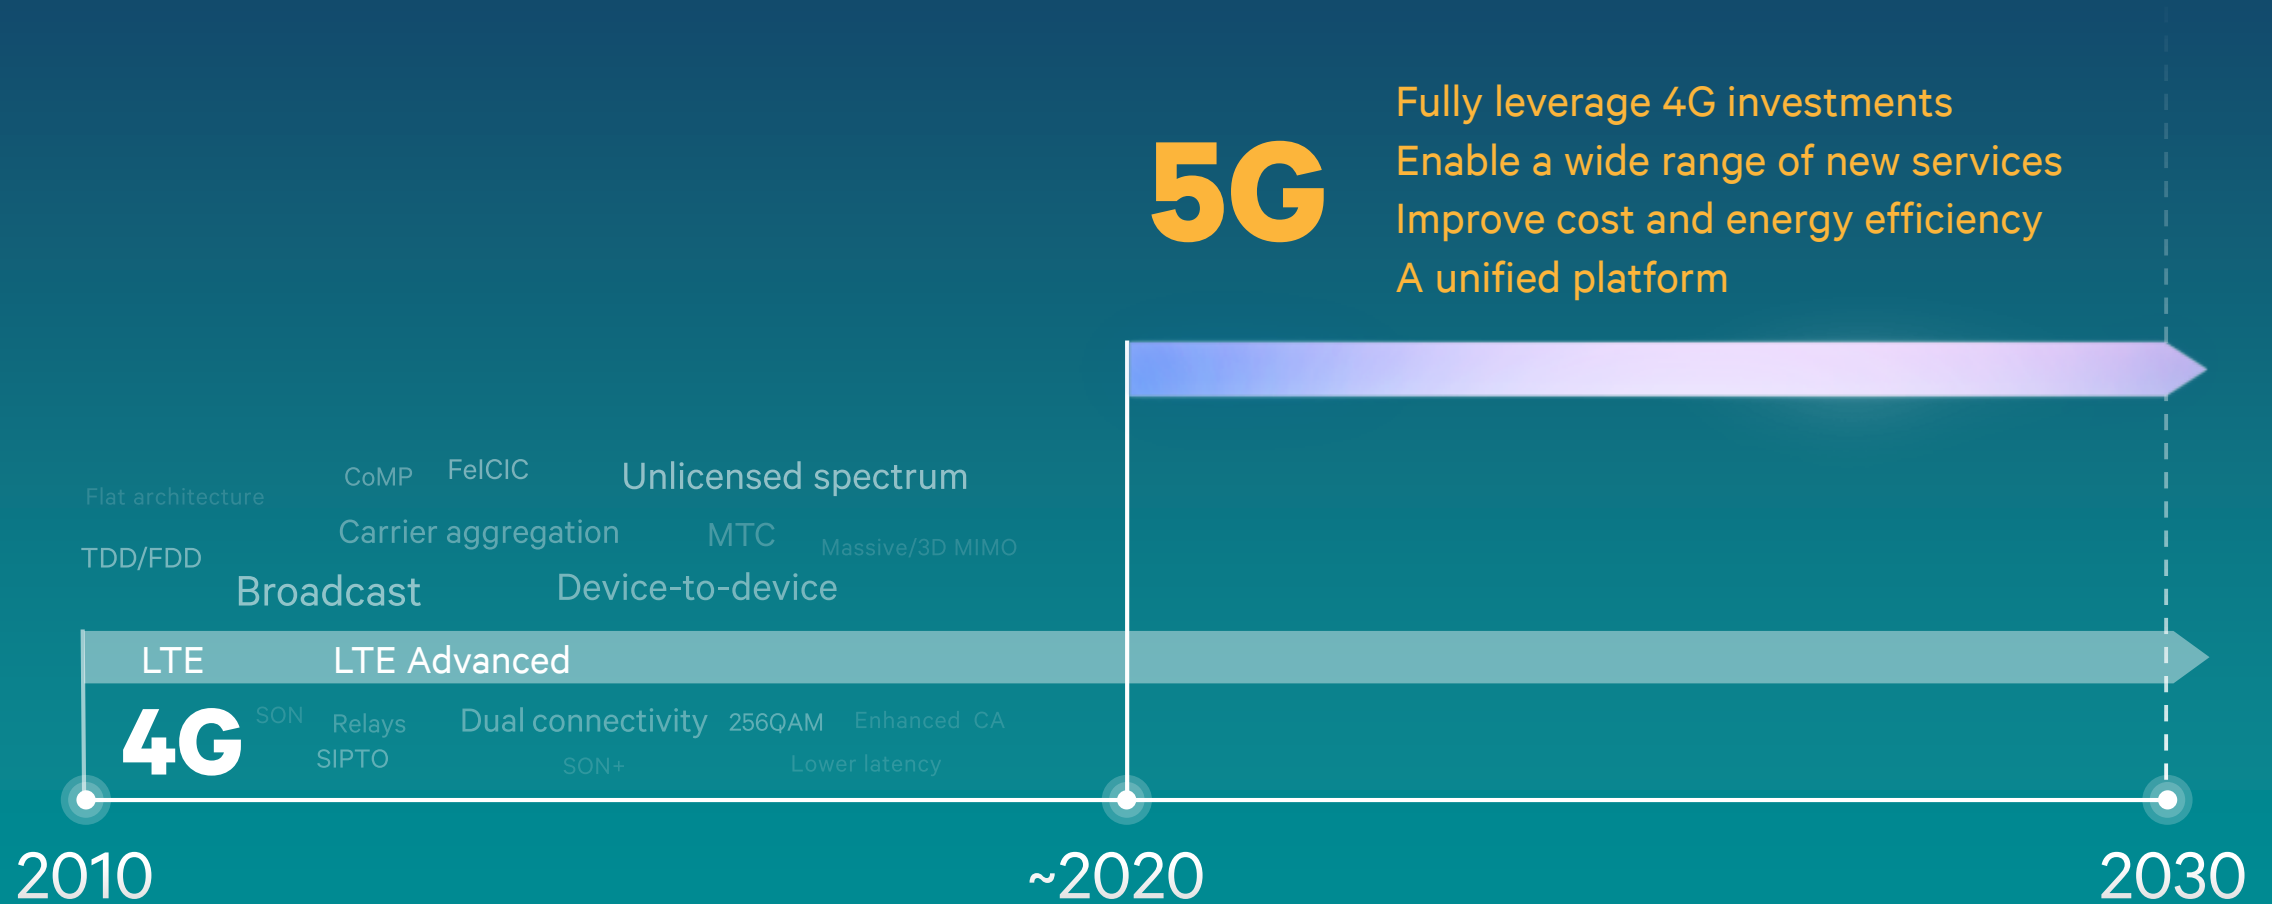 Fully leverage 4G investments
5G
Enable a wide range of new services
Improve cost and energy efficiency
A unified platform
Flat architecture
CoMP
FeICIC
Unlicensed spectrum
Carrier aggregation
MTC
Massive/3D MIMO
TDD/FDD
Broadcast
Device-to-device
LTE
LTE Advanced
4G
SON
Relays
Dual connectivity
256QAM
Enhanced CA
SIPTO
SON+
Lower latency
2010
~2020
2030